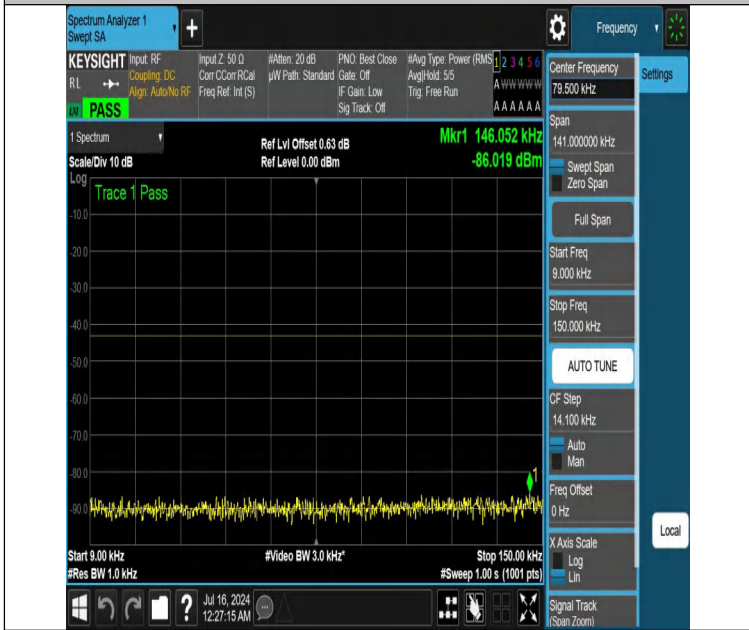 Spectrum Analyzer 1
Swept SA
+
Frequency
KEYSIGHT
RL
PASS
Input: RF
Coupling: DC
Align: Auto/No RF
Input Z: 50 Ω
Corr CCorr RCal
Freq Ref: Int (S)
#Atten: 20 dB
µW Path: Standard
PNO: Best Close
Gate: Off
IF Gain: Low
Sig Track: Off
#Avg Type: Power (RMS
Avg|Hold: 5/5
Trig: Free Run
1 2 3 4 5 6
A W W W W W
A A A A A A
1 Spectrum
Scale/Div 10 dB
Ref Lvl Offset 0.63 dB
Ref Level 0.00 dBm
Mkr1 146.052 kHz
-86.019 dBm
Log
Trace 1 Pass
-10.0
-20.0
-30.0
-40.0
-50.0
-60.0
-70.0
-80.0
-90.0
1
Start 9.00 kHz
#Res BW 1.0 kHz
#Video BW 3.0 kHz*
Stop 150.00 kHz
#Sweep 1.00 s (1001 pts)
?
Jul 16, 2024
12:27:15 AM
Center Frequency
79.500 kHz
Settings
Span
141.000000 kHz
Swept Span
Zero Span
Full Span
Start Freq
9.000 kHz
Stop Freq
150.000 kHz
AUTO TUNE
CF Step
14.100 kHz
Auto
Man
Freq Offset
0 Hz
X Axis Scale
Log
Lin
Local
Signal Track
(Span Zoom)